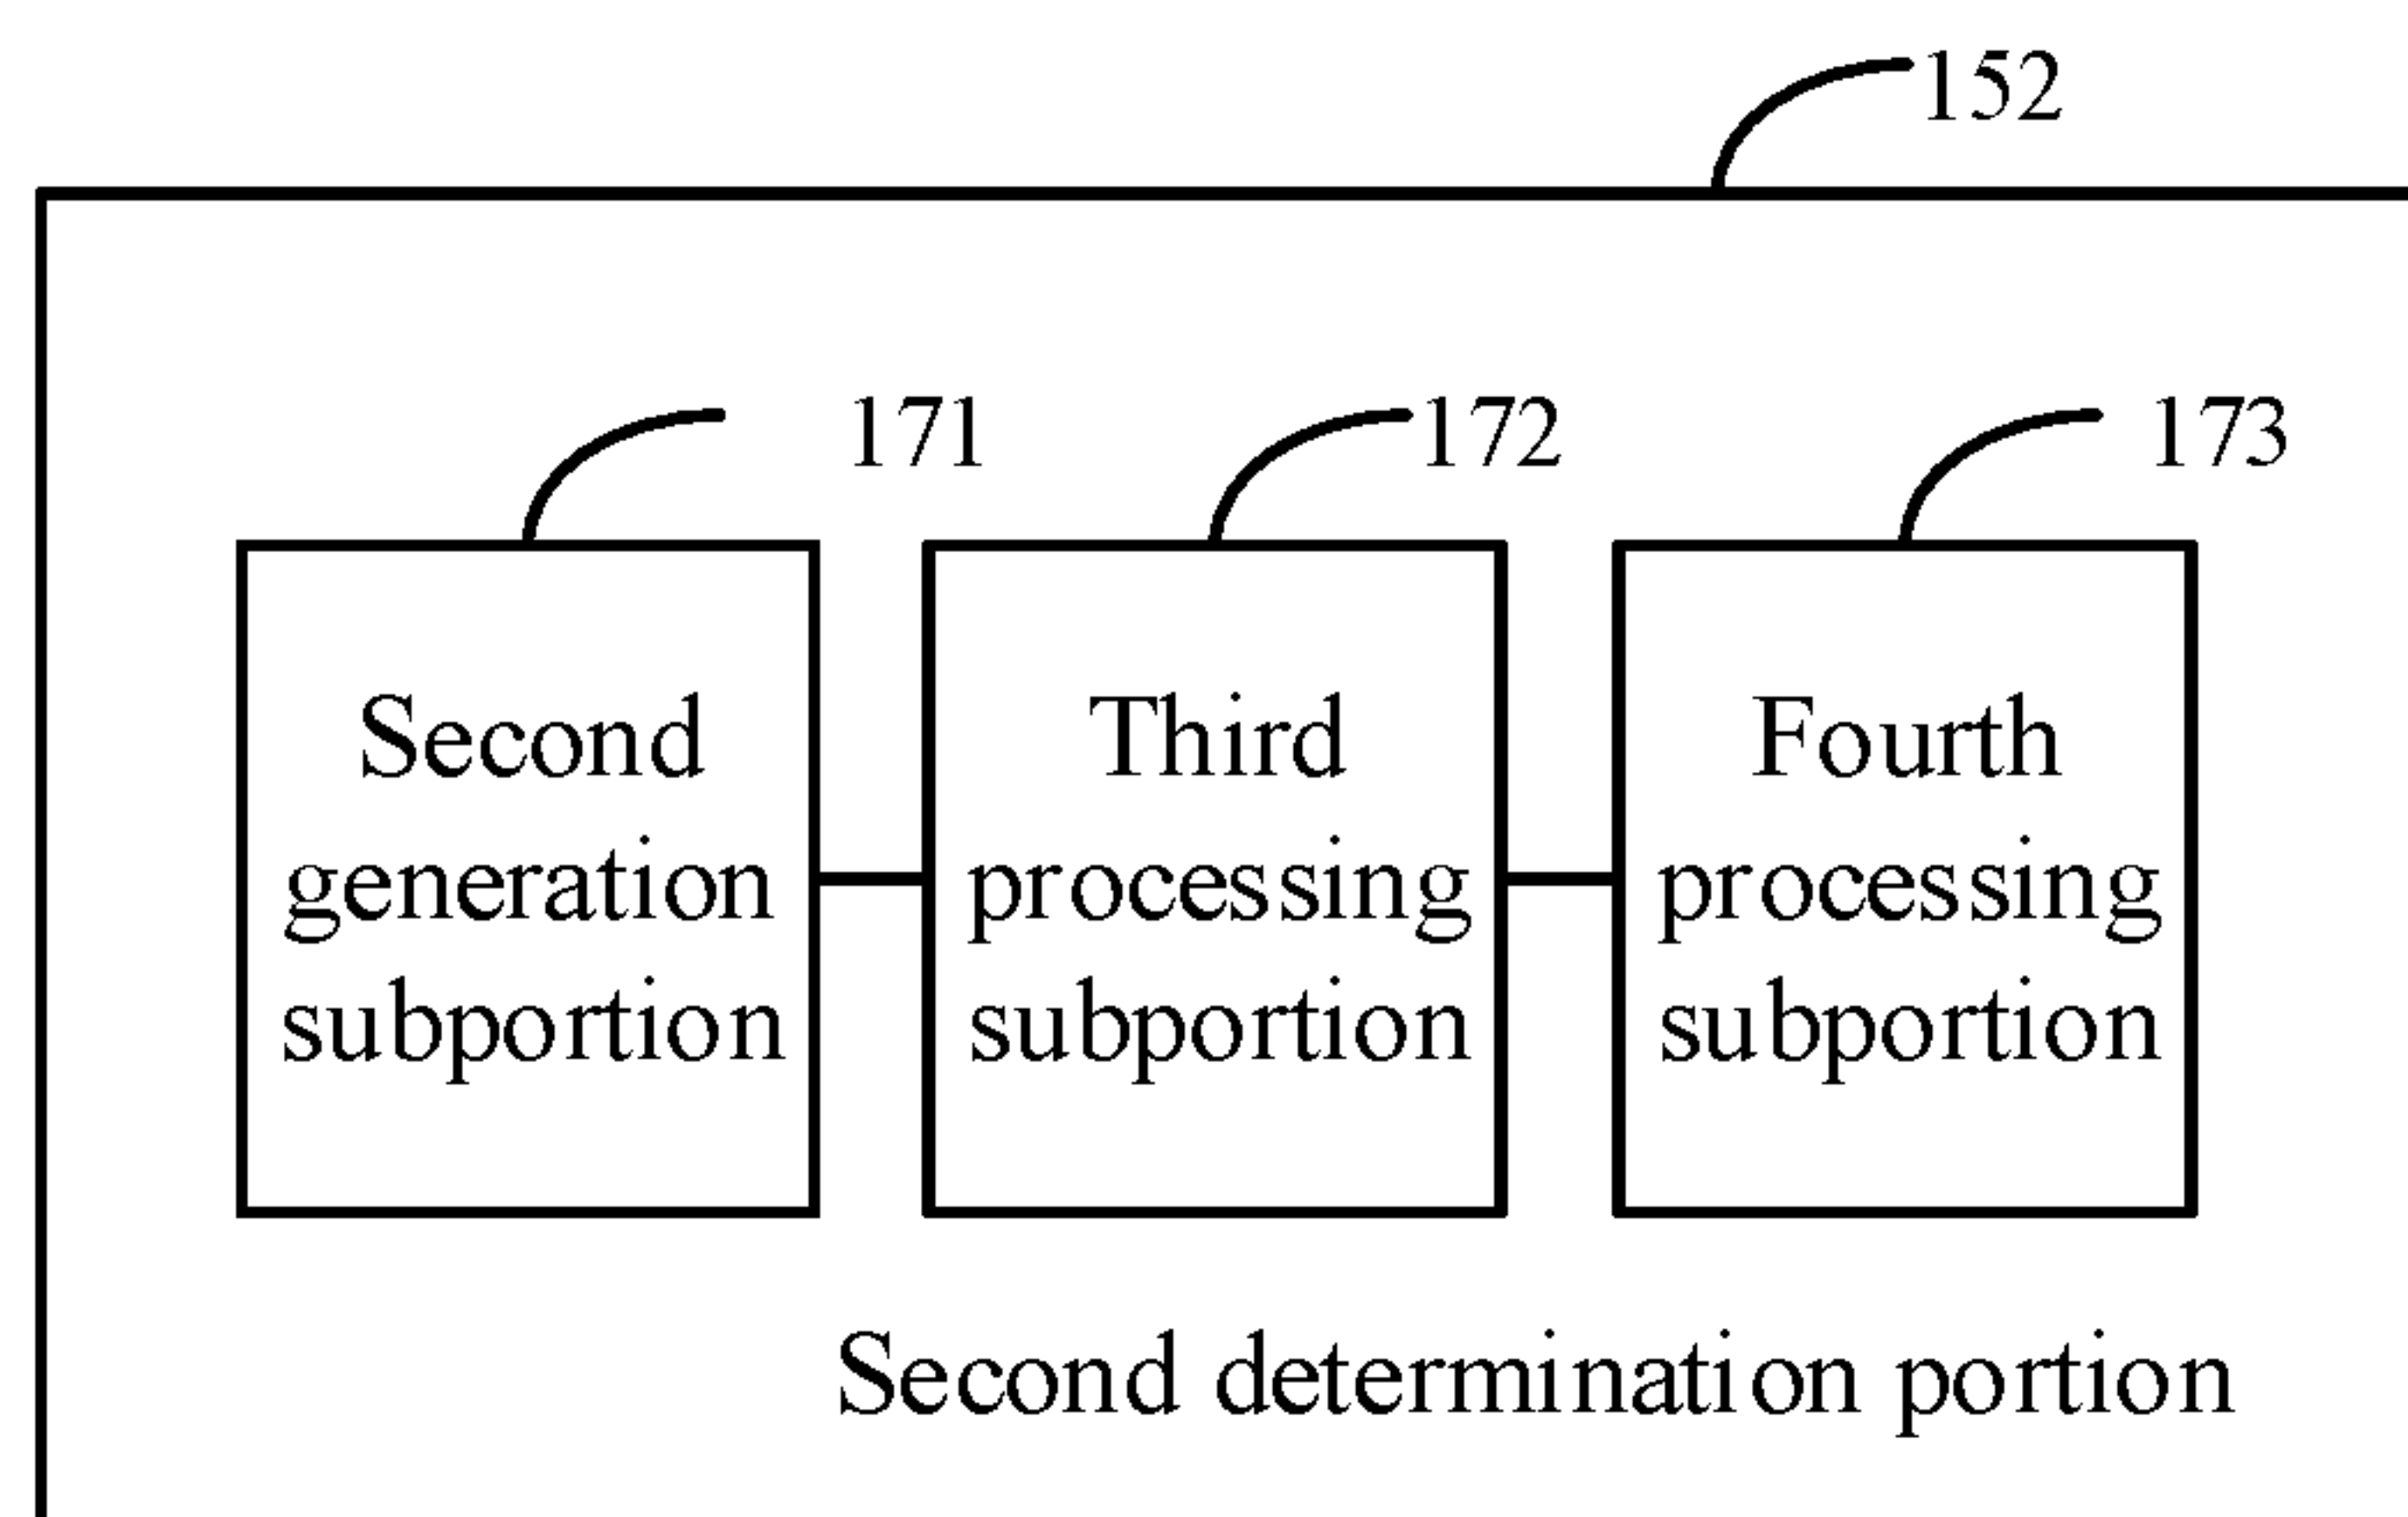 152
171
172
173
Second
generation
subportion
Third
processing
subportion
Fourth
processing
subportion
Second determination portion